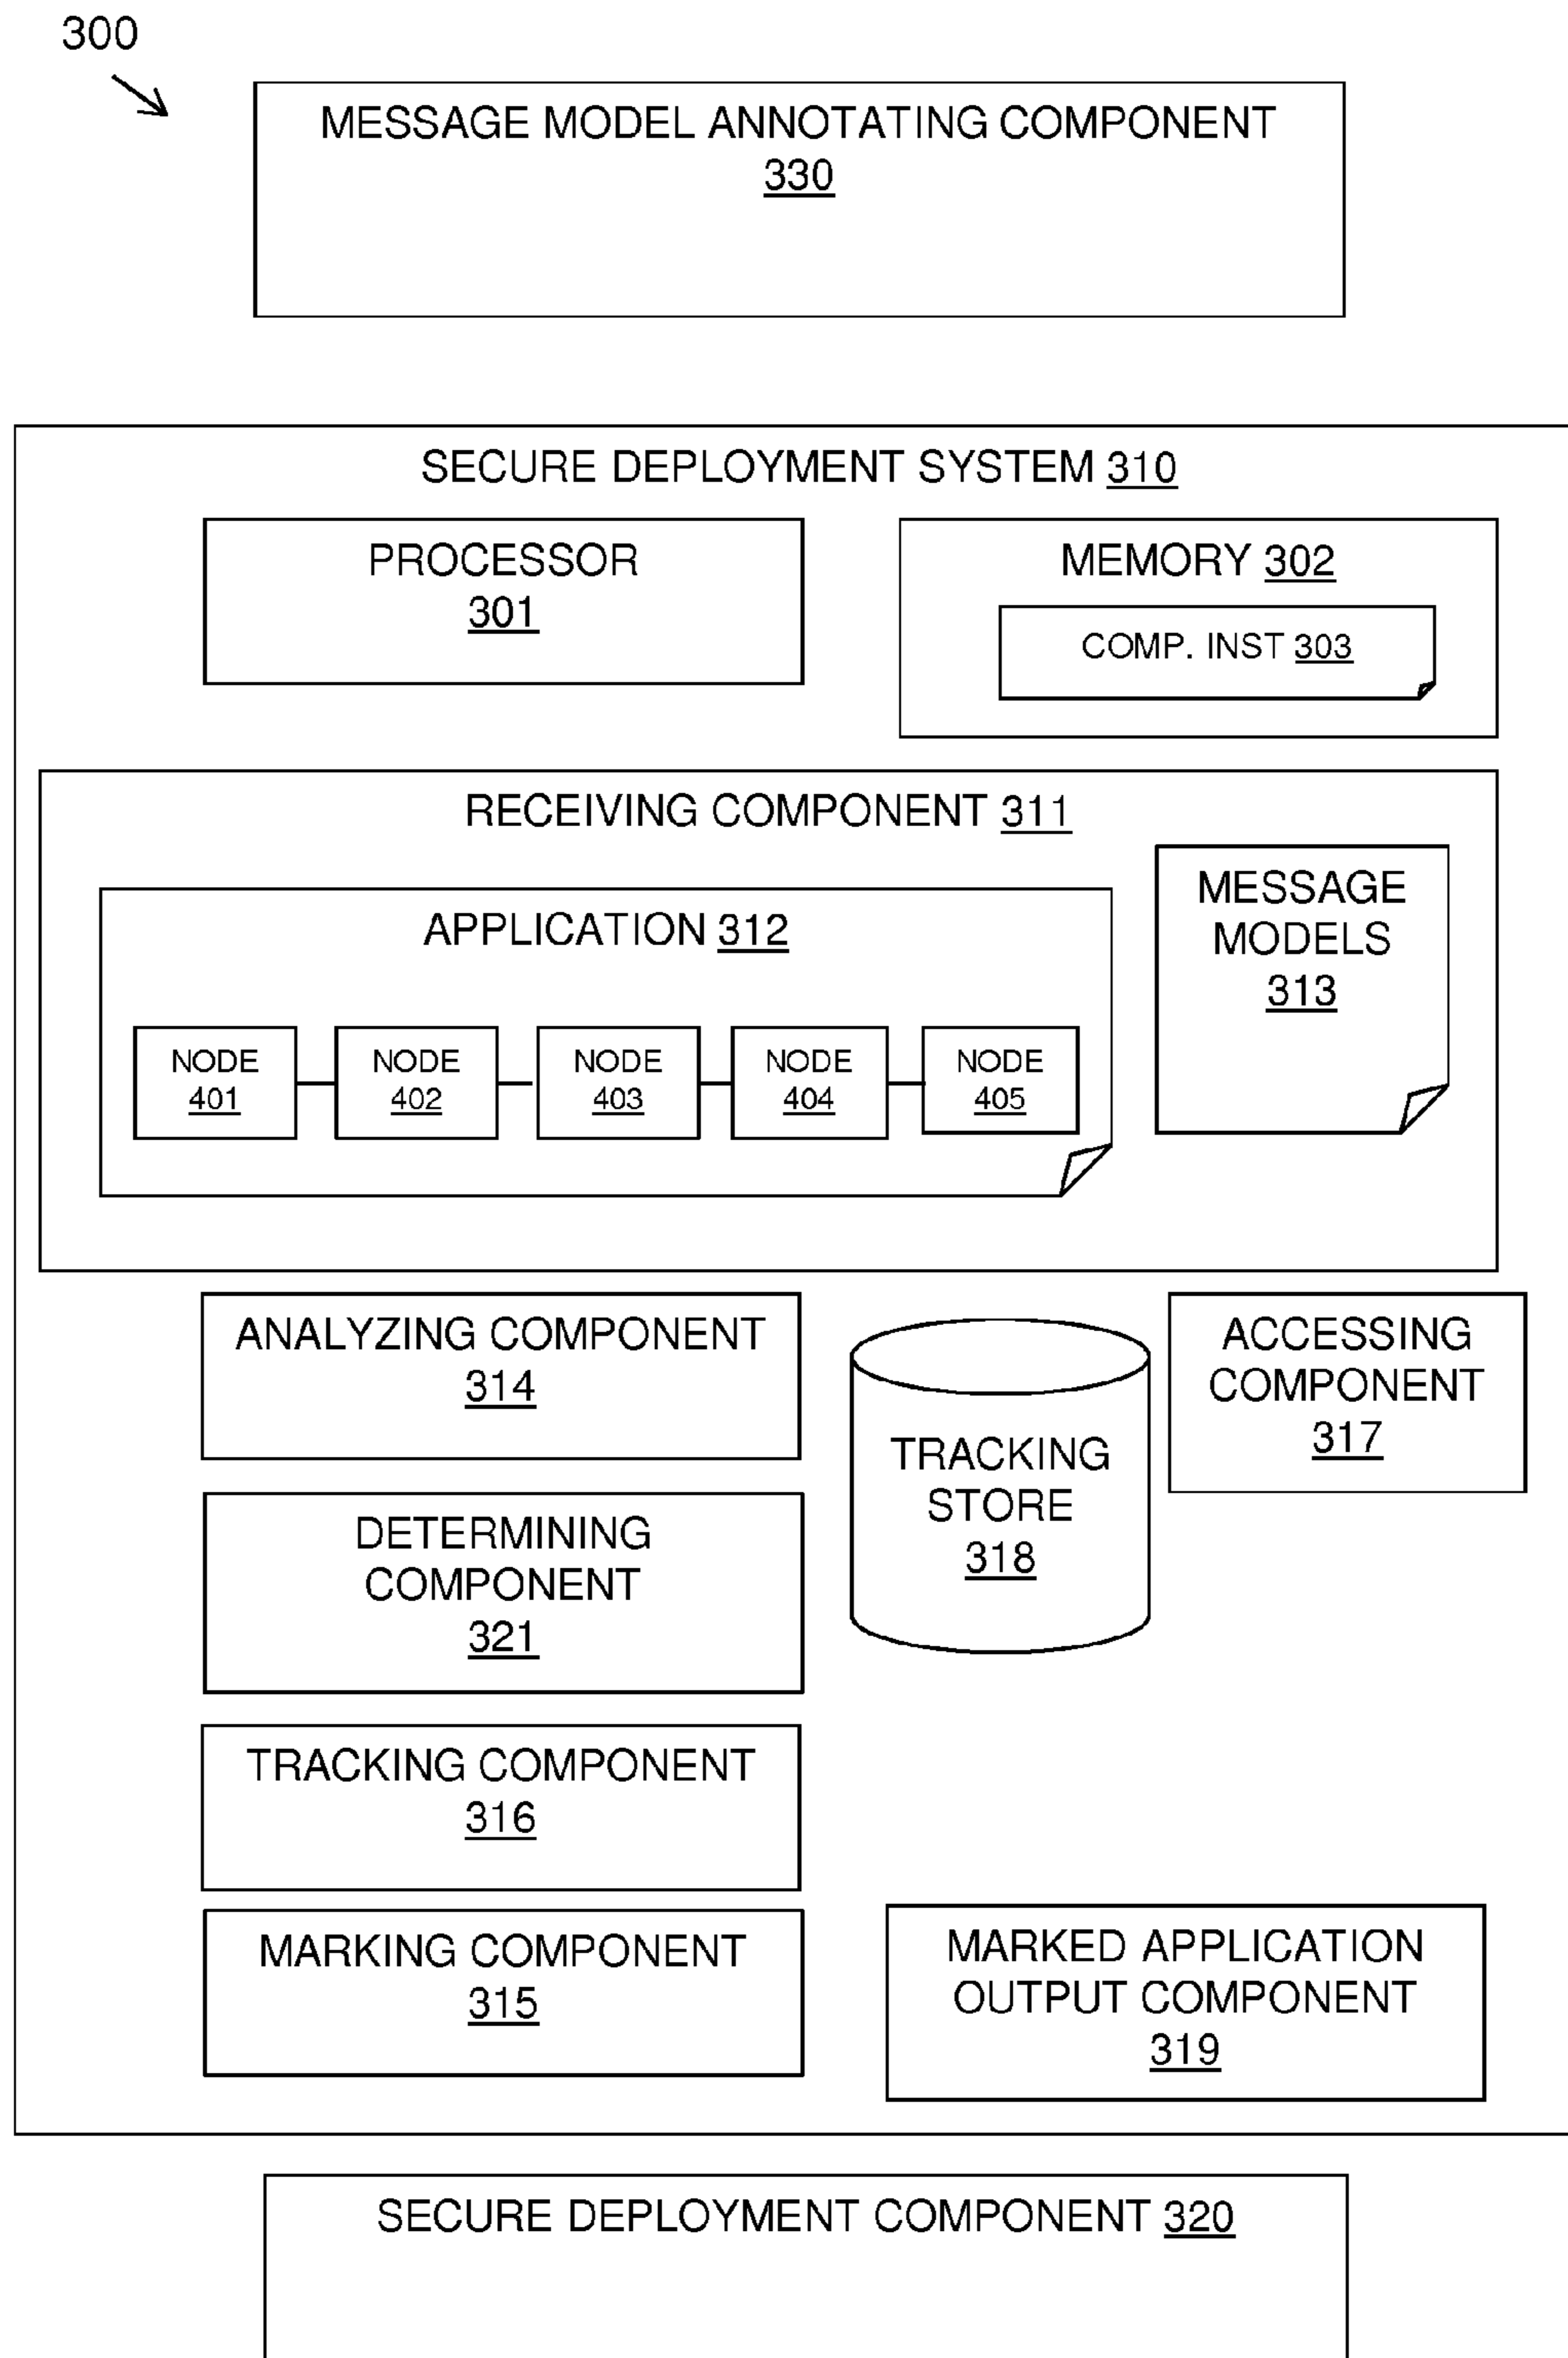 300
MESSAGE MODEL ANNOTATING COMPONENT
330
SECURE DEPLOYMENT SYSTEM 310
PROCESSOR
301
MEMORY 302
COMP. INST 303
RECEIVING COMPONENT 311
APPLICATION 312
NODE
401
NODE
402
NODE
403
NODE
404
NODE
405
MESSAGE
MODELS
313
ANALYZING COMPONENT
314
TRACKING
STORE
318
ACCESSING
COMPONENT
317
DETERMINING
COMPONENT
321
TRACKING COMPONENT
316
MARKING COMPONENT
315
MARKED APPLICATION
OUTPUT COMPONENT
319
SECURE DEPLOYMENT COMPONENT 320